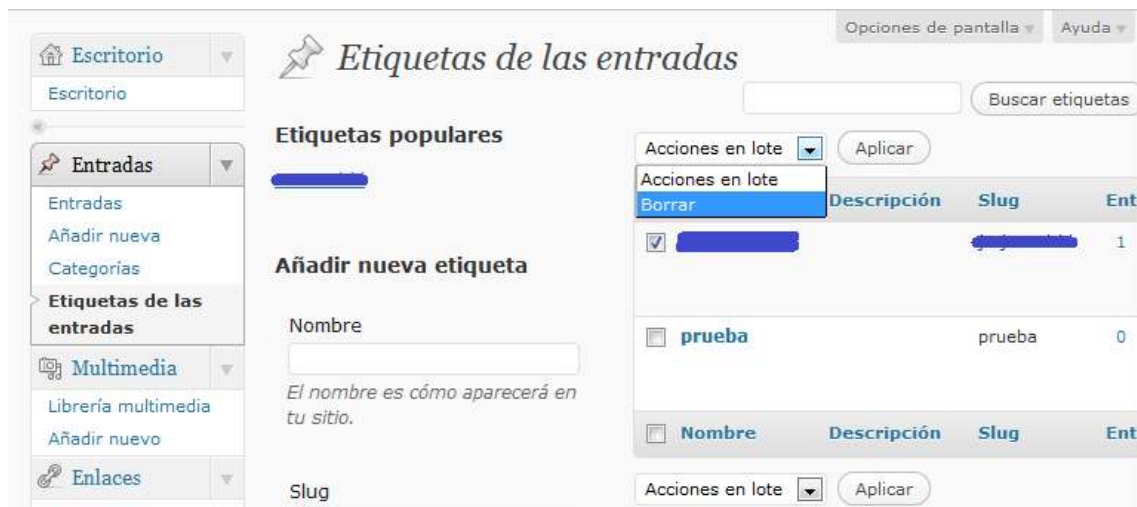 Opciones de pantalla
Ayuda
Escritorio
Escritorio
Entradas
Entradas
Añadir nueva
Categorías
Etiquetas de las
entradas
Multimedia
Librería multimedia
Añadir nuevo
Enlaces
Etiquetas de las entradas
Buscar etiquetas
Etiquetas populares
Añadir nueva etiqueta
Nombre
El nombre es cómo aparecerá en
tu sitio.
Slug
Acciones en lote
Aplicar
Acciones en lote
Borrar
Descripción
Slug
Ent
1
prueba
prueba
0
Nombre
Descripción
Slug
Ent
Acciones en lote
Aplicar